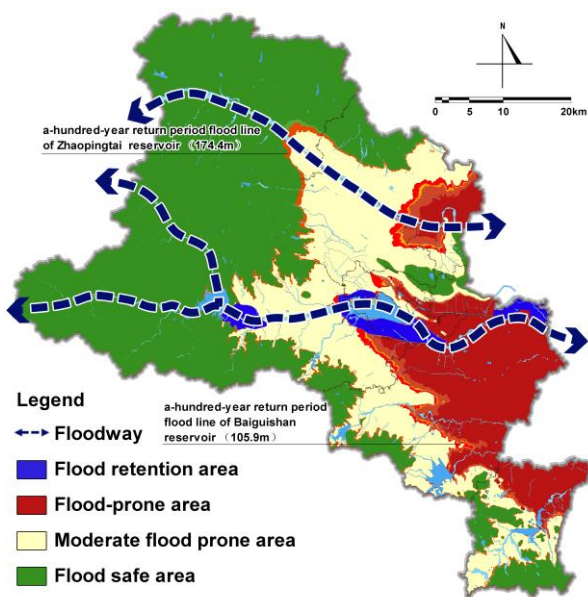 N
0 5 10 20km
a-hundred-year return period flood line
of Zhaopingtai reservoir （174.4m）
Legend
Floodway
Flood retention area
Flood-prone area
Moderate flood prone area
Flood safe area
a-hundred-year return period
flood line of Baiguishan
reservoir （105.9m）